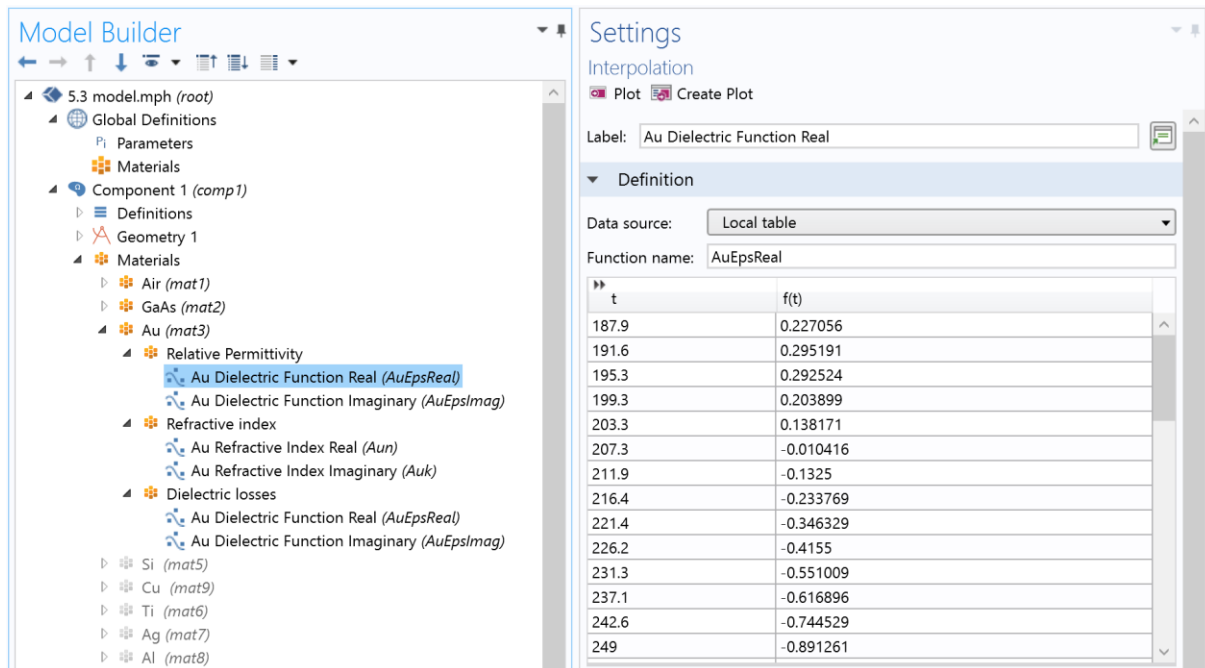 Model Builder
5.3 model.mph (root)
Global Definitions
Pi Parameters
Materials
Component 1 (comp1)
Definitions
Geometry 1
Materials
Air (mat1)
GaAs (mat2)
Au (mat3)
Relative Permittivity
Au Dielectric Function Real (AuEpsReal)
Au Dielectric Function Imaginary (AuEpsImag)
Refractive index
Au Refractive Index Real (Aun)
Au Refractive Index Imaginary (Auk)
Dielectric losses
Au Dielectric Function Real (AuEpsReal)
Au Dielectric Function Imaginary (AuEpsImag)
Si (mat5)
Cu (mat9)
Ti (mat6)
Ag (mat7)
Al (mat8)
Settings
Interpolation
Plot Create Plot
Label: Au Dielectric Function Real
Definition
Data source: Local table
Function name: AuEpsReal
t f(t)
187.9 0.227056
191.6 0.295191
195.3 0.292524
199.3 0.203899
203.3 0.138171
207.3 -0.010416
211.9 -0.1325
216.4 -0.233769
221.4 -0.346329
226.2 -0.4155
231.3 -0.551009
237.1 -0.616896
242.6 -0.744529
249 -0.891261